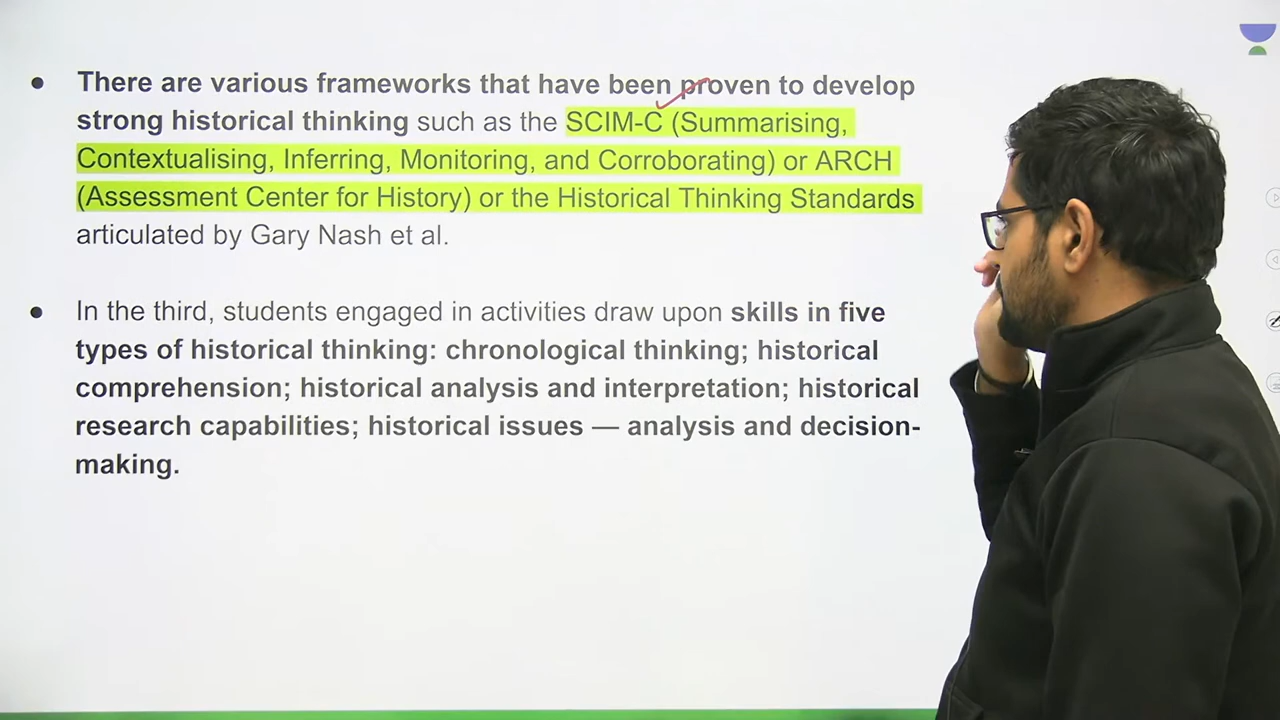 There are various frameworks that have been proven to develop
strong historical thinking such as the SCIM-C (Summarising,
Contextualising, Inferring, Monitoring, and Corroborating) or ARCH
(Assessment Center for History) or the Historical Thinking Standards
articulated by Gary Nash et al.
In the third, students engaged in activities draw upon skills in five
types of historical thinking: chronological thinking; historical
comprehension; historical analysis and interpretation; historical
research capabilities; historical issues — analysis and decision-
making.